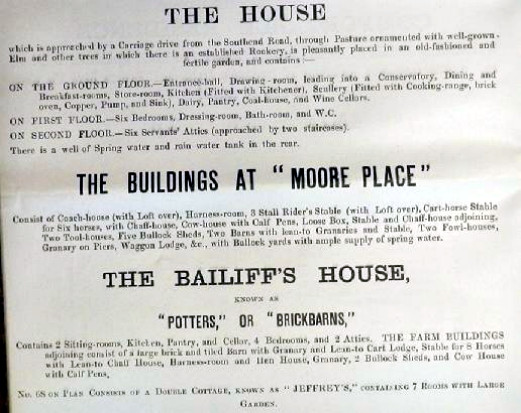 THE HOUSE
which is approached by a Carriage drive from the Southend Road, through Pasture ornamented with well-grown
Elm and other trees in which there is an established Rookery, is pleasantly placed in an old-fashioned and
fertile garden, and contains :—
ON THE GROUND FLOOR.—Entrance-hall, Drawing-room, leading into a Conservatory, Dining and
Breakfast-rooms, Store-room, Kitchen (Fitted with Kitchener), Scullery (Fitted with Cooking-range, brick
oven, Copper, Pump, and Sink), Dairy, Pantry, Coal-house, and Wine Cellars.
ON FIRST FLOOR.—Six Bedrooms, Dressing-room, Bath-room, and W.C.
ON SECOND FLOOR.—Six Servants' Attics (approached by two staircases).
There is a well of Spring water and rain water tank in the rear.
THE BUILDINGS AT "MOORE PLACE"
Consist of Coach-house (with Loft over), Harness-room, 3 Stall Rider's Stable (with Loft over), Cart-horse Stable
for Six horses, with Chaff-house, Cow-house with Calf Pens, Loose Box, Stable and Chaff-house adjoining,
Two Tool-houses, Five Bullock Sheds, Two Barns with lean-to Granaries and Stable, Two Fowl-houses,
Granary on Piers, Waggon Lodge, &c., with Bullock yards with ample supply of spring water.
THE BAILIFF'S HOUSE,
KNOWN AS
"POTTERS," OR "BRICKBARNS,"
Contains 2 Sitting-rooms, Kitchen, Pantry, and Cellar, 4 Bedrooms, and 2 Attics. THE FARM BUILDINGS
adjoining consist of a large brick and tiled Barn with Granary and Lean-to Cart Lodge, Stable for 8 Horses
with Lean-to Chaff House, Harness-room and Hen House, Granary, 2 Bullock Sheds, and Cow House
with Calf Pens.
No. 68 on Plan Consists of a Double Cottage, known as "JEFFREY'S," containing 7 Rooms with Large
Garden.